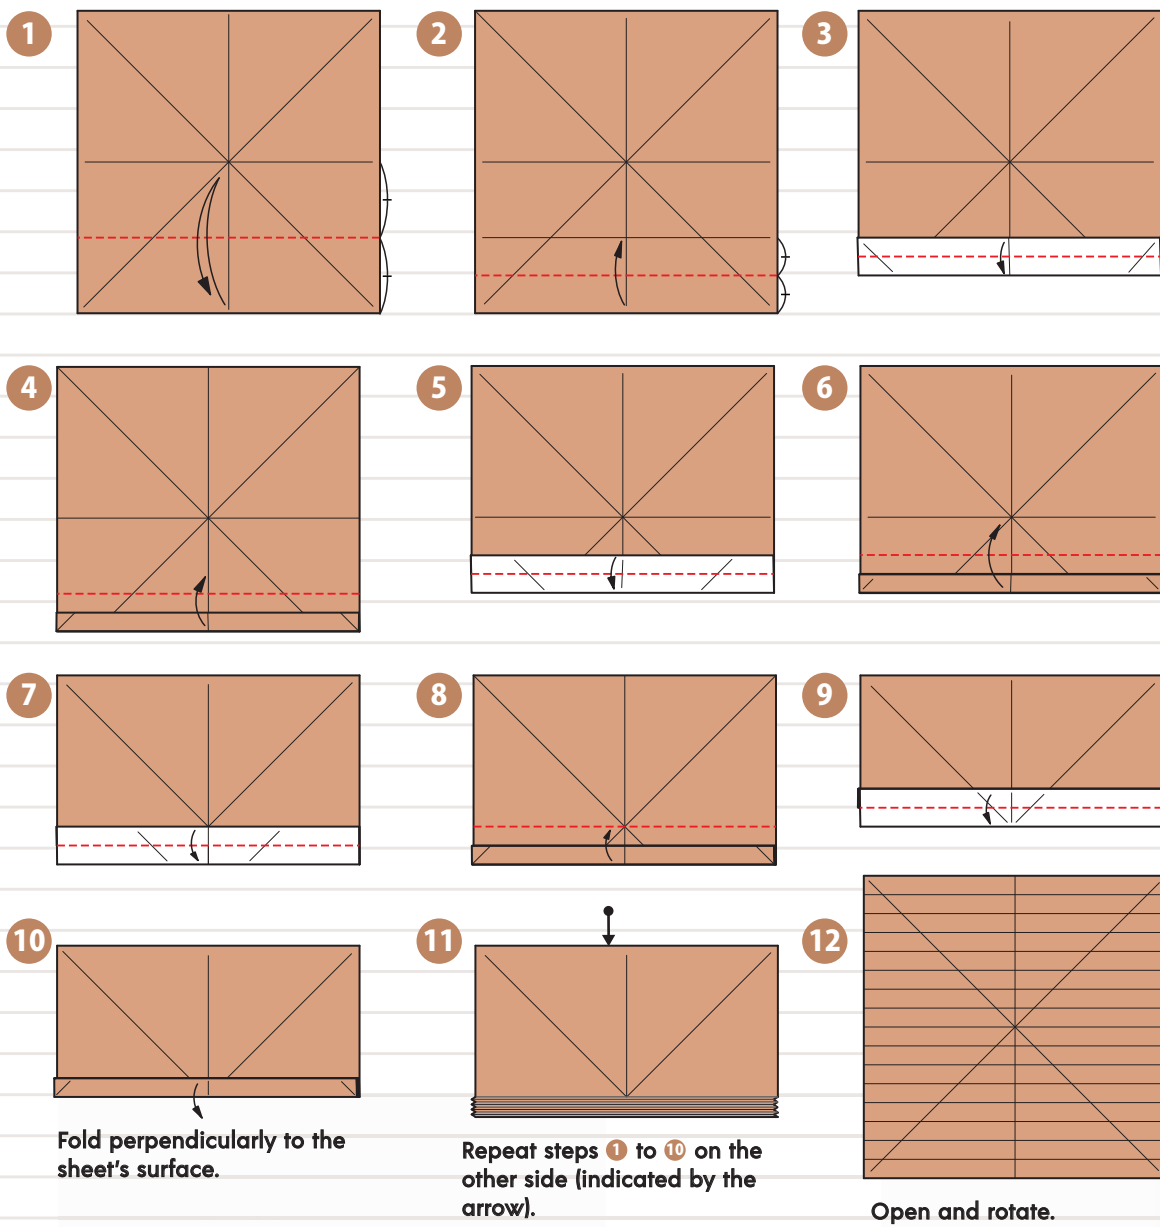 1
2
3
4
5
6
7
8
9
10
Fold perpendicularly to the
sheet's surface.
11
Repeat steps 1 to 10 on the
other side (indicated by the
arrow).
12
Open and rotate.